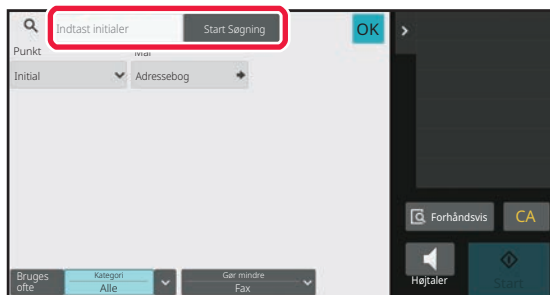 Indtast initialer
Start Søgning
OK
Punkt
Mål
Initial
Adressebog
Forhåndsvis
CA
Bruges
ofte
Kategori
Alle
Gør mindre
Fax
Højtaler
Start